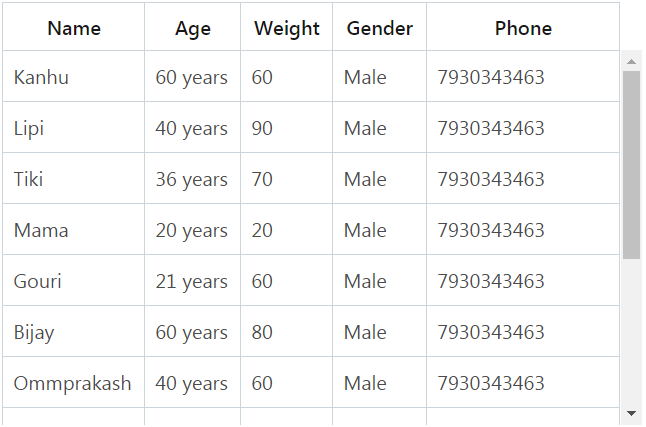 Name Age Weight Gender Phone
Kanhu 60 years 60 Male 7930343463
Lipi 40 years 90 Male 7930343463
Tiki 36 years 70 Male 7930343463
Mama 20 years 20 Male 7930343463
Gouri 21 years 60 Male 7930343463
Bijay 60 years 80 Male 7930343463
Ommprakash 40 years 60 Male 7930343463